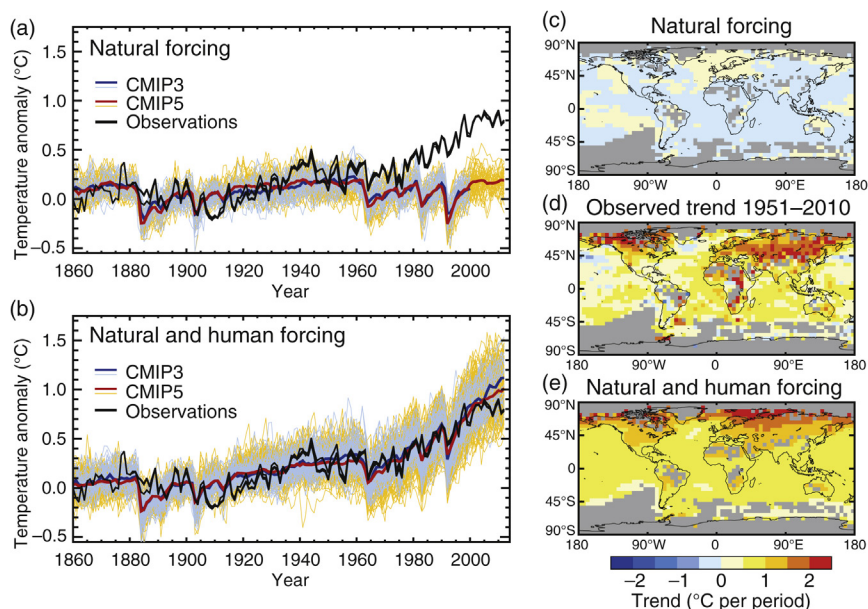 (a)
Natural forcing
CMIP3
CMIP5
Observations
Temperature anomaly (°C)
1.5
1.0
0.5
0.0
−0.5
1860 1880 1900 1920 1940 1960 1980 2000
Year
(b)
Natural and human forcing
CMIP3
CMIP5
Observations
Temperature anomaly (°C)
1.5
1.0
0.5
0.0
−0.5
1860 1880 1900 1920 1940 1960 1980 2000
Year
(c)
Natural forcing
90°N
45°N
0
45°S
90°S
180 90°W 0 90°E 180
(d)
Observed trend 1951–2010
90°N
45°N
0
45°S
90°S
180 90°W 0 90°E 180
(e)
Natural and human forcing
90°N
45°N
0
45°S
90°S
180 90°W 0 90°E 180
−2 −1 0 1 2
Trend (°C per period)